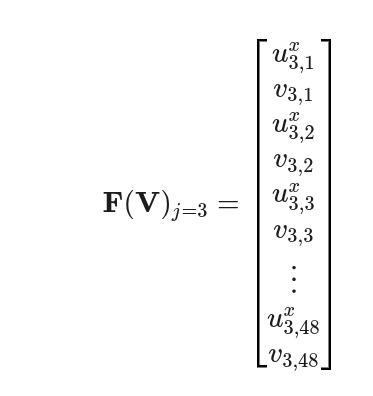 u^x_{3,1}
v_{3,1}
u^x_{3,2}
v_{3,2}
F(V)_{j=3} = u^x_{3,3}
v_{3,3}
⋮
u^x_{3,48}
v_{3,48}